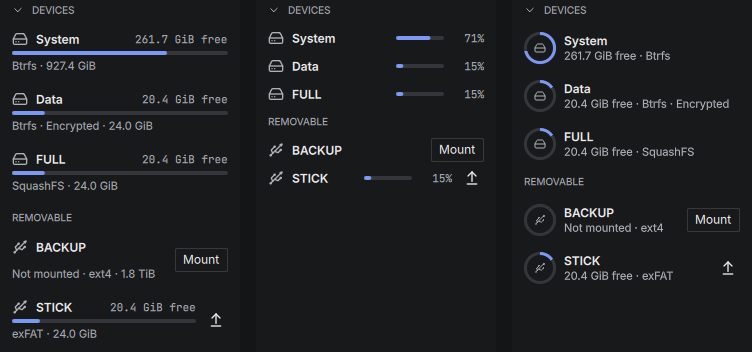 DEVICES
System 261.7 GiB free
Btrfs · 927.4 GiB
Data 20.4 GiB free
Btrfs · Encrypted · 24.0 GiB
FULL 20.4 GiB free
SquashFS · 24.0 GiB
REMOVABLE
BACKUP
Mount
Not mounted · ext4 · 1.8 TiB
STICK 20.4 GiB free
exFAT · 24.0 GiB
DEVICES
System 71%
Data 15%
FULL 15%
REMOVABLE
BACKUP Mount
STICK 15%
DEVICES
System
261.7 GiB free · Btrfs
Data
20.4 GiB free · Btrfs · Encrypted
FULL
20.4 GiB free · SquashFS
REMOVABLE
BACKUP
Mount
Not mounted · ext4
STICK
20.4 GiB free · exFAT